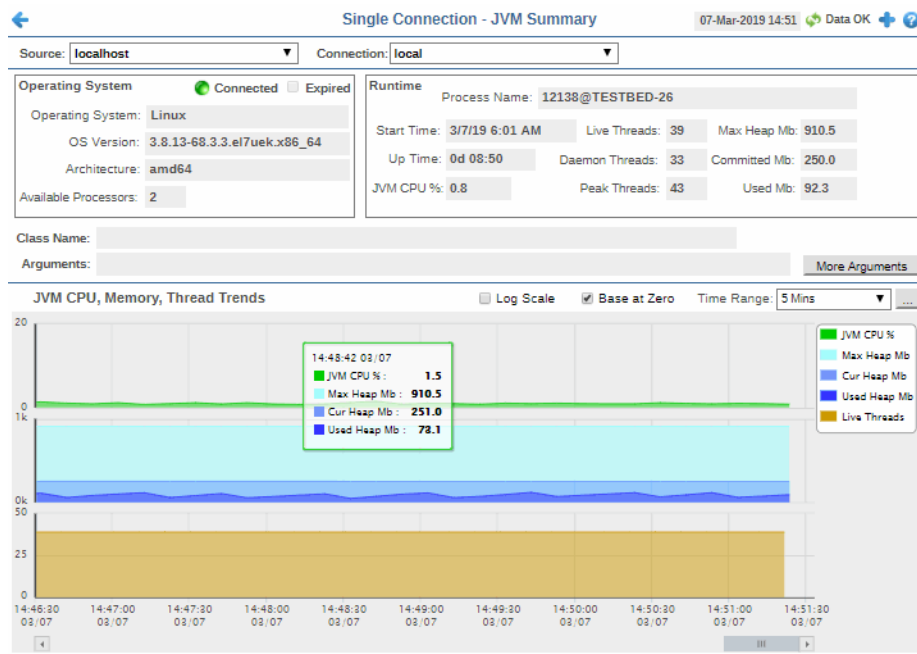 Single Connection - JVM Summary
07-Mar-2019 14:51 Data OK
Source: localhost Connection: local
Operating System Connected Expired
Operating System: Linux
OS Version: 3.8.13-68.3.3.el7uek.x86_64
Architecture: amd64
Available Processors: 2
Runtime
Process Name: 12138@TESTBED-26
Start Time: 3/7/19 6:01 AM Live Threads: 39 Max Heap Mb: 910.5
Up Time: 0d 08:50 Daemon Threads: 33 Committed Mb: 250.0
JVM CPU %: 0.8 Peak Threads: 43 Used Mb: 92.3
Class Name:
Arguments: More Arguments
JVM CPU, Memory, Thread Trends Log Scale Base at Zero Time Range: 5 Mins ...
20
0
1k
0k
50
25
0
14:48:42 03/07
JVM CPU % : 1.5
Max Heap Mb : 910.5
Cur Heap Mb : 251.0
Used Heap Mb : 78.1
JVM CPU %
Max Heap Mb
Cur Heap Mb
Used Heap Mb
Live Threads
14:46:30 14:47:00 14:47:30 14:48:00 14:48:30 14:49:00 14:49:30 14:50:00 14:50:30 14:51:00 14:51:30
03/07 03/07 03/07 03/07 03/07 03/07 03/07 03/07 03/07 03/07 03/07